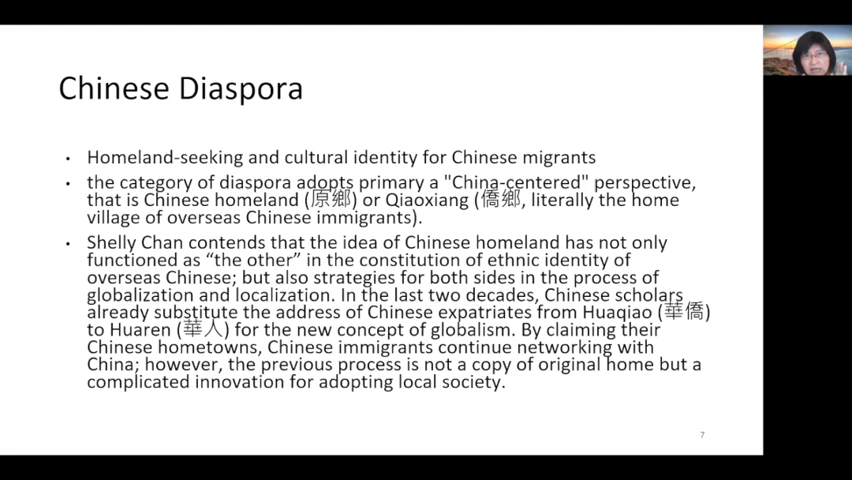 Chinese Diaspora
• Homeland-seeking and cultural identity for Chinese migrants
• the category of diaspora adopts primary a "China-centered" perspective,
that is Chinese homeland (原鄉) or Qiaoxiang (僑鄉, literally the home
village of overseas Chinese immigrants).
• Shelly Chan contends that the idea of Chinese homeland has not only
functioned as “the other” in the constitution of ethnic identity of
overseas Chinese; but also strategies for both sides in the process of
globalization and localization. In the last two decades, Chinese scholars
already substitute the address of Chinese expatriates from Huaqiao (華僑)
to Huaren (華人) for the new concept of globalism. By claiming their
Chinese hometowns, Chinese immigrants continue networking with
China; however, the previous process is not a copy of original home but a
complicated innovation for adopting local society.
7